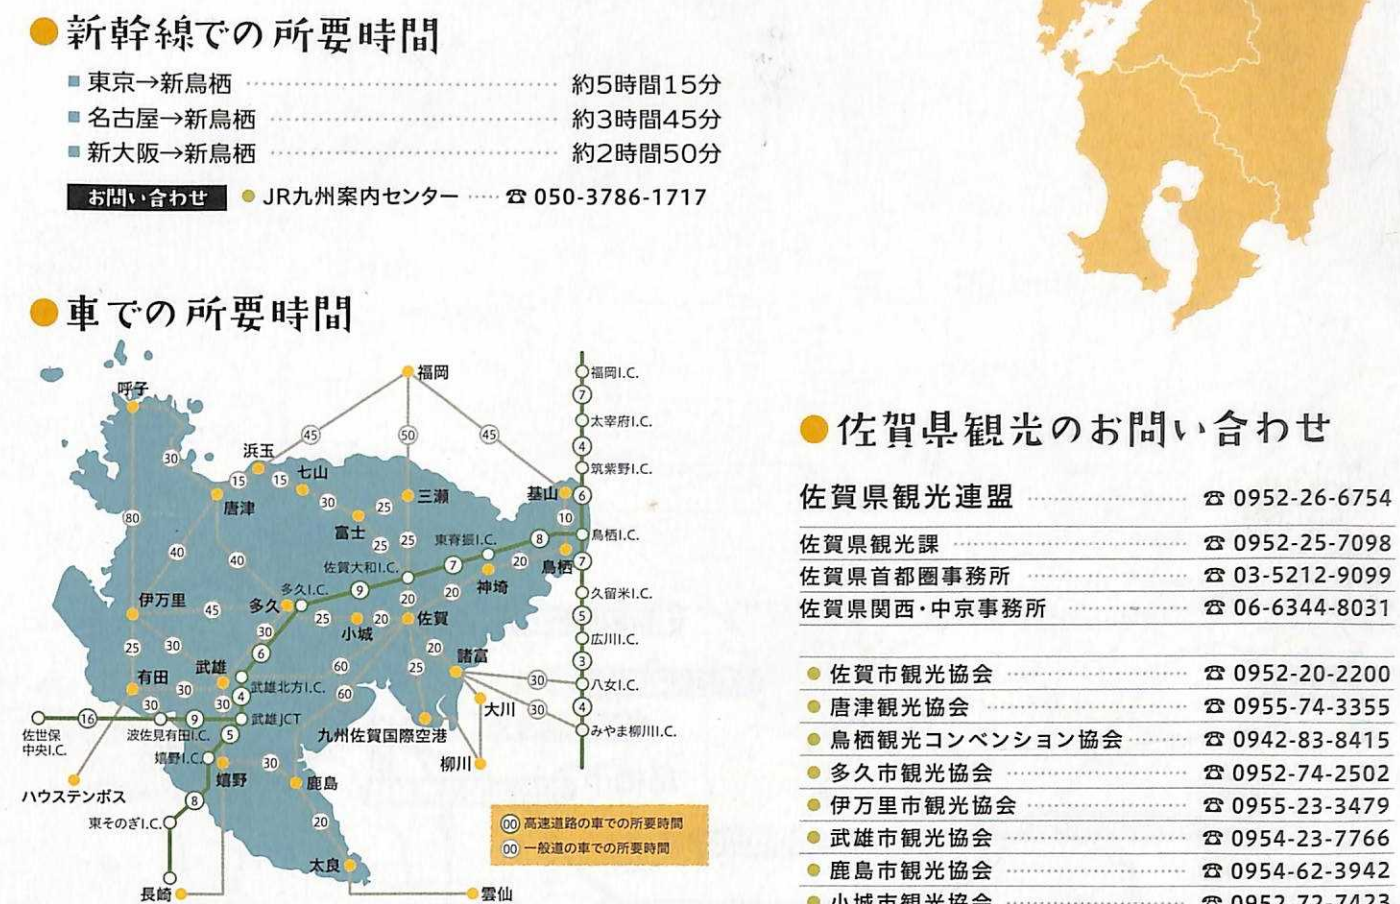 新幹線での所要時間
東京→新鳥栖 約5時間15分
名古屋→新鳥栖 約3時間45分
新大阪→新鳥栖 約2時間50分
お問い合わせ JR九州案内センター ☎ 050-3786-1717
車での所要時間
呼子
福岡
福岡I.C.
7
太宰府I.C.
45
50
45
4
浜玉
30
筑紫野I.C.
15
15
七山
唐津
30
25
三瀬
基山
6
富士
80
10
鳥栖I.C.
東脊振I.C.
8
25
25
40
40
佐賀大和I.C.
7
20
鳥栖
7
神埼
多久I.C.
9
20
20
久留米I.C.
伊万里
45
多久
25
小城
20
佐賀
5
30
広川I.C.
25
30
6
20
諸富
3
有田
武雄
60
25
30
八女I.C.
30
30
4
武雄北方I.C.
60
大川
30
4
30
佐世保
中央I.C.
16
波佐見有田I.C.
9
武雄JCT
九州佐賀国際空港
みやま柳川I.C.
5
嬉野I.C.
嬉野
30
鹿島
柳川
ハウステンボス
8
東そのぎI.C.
20
太良
長崎
雲仙
00 高速道路の車での所要時間
00 一般道の車での所要時間
佐賀県観光のお問い合わせ
佐賀県観光連盟 ☎ 0952-26-6754
佐賀県観光課 ☎ 0952-25-7098
佐賀県首都圏事務所 ☎ 03-5212-9099
佐賀県関西・中京事務所 ☎ 06-6344-8031
佐賀市観光協会 ☎ 0952-20-2200
唐津観光協会 ☎ 0955-74-3355
鳥栖観光コンベンション協会 ☎ 0942-83-8415
多久市観光協会 ☎ 0952-74-2502
伊万里市観光協会 ☎ 0955-23-3479
武雄市観光協会 ☎ 0954-23-7766
鹿島市観光協会 ☎ 0954-62-3942
小城市観光協会 ☎ 0952-72-7423